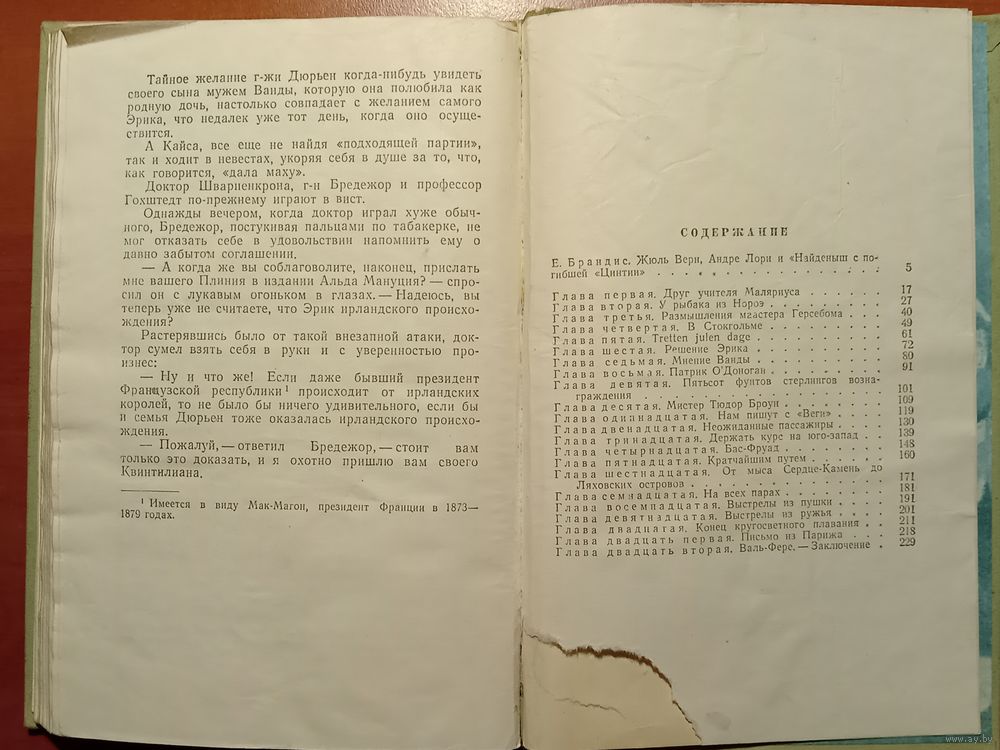 Тайное желание г-жи Дюрьен когда-нибудь увидеть
своего сына мужем Ванды, которую она полюбила как
родную дочь, настолько совпадает с желанием самого
Эрика, что недалек уже тот день, когда оно осуще-
ствится.
А Кайса, все еще не найдя «подходящей партии»,
так и ходит в невестах, укоряя себя в душе за то, что,
как говорится, «дала маху».
Доктор Швариенкрона, г-н Бредежор и профессор
Гохштедт по-прежнему играют в вист.
Однажды вечером, когда доктор играл хуже обыч-
ного, Бредежор, постукивая пальцами по табакерке, не
мог отказать себе в удовольствии напомнить ему о
давно забытом соглашении.
— А когда же вы соблаговолите, наконец, прислать
мне вашего Плиния в издании Альда Мануция? — спро-
сил он с лукавым огоньком в глазах. — Надеюсь, вы
теперь уже не считаете, что Эрик ирландского происхо-
ждения?
Растерявшись было от такой внезапной атаки, док-
тор сумел взять себя в руки и с уверенностью про-
изнес:
— Ну и что же! Если даже бывший президент
Французской республики¹ происходит от ирландских
королей, то не было бы ничего удивительного, если бы
и семья Дюрьен тоже оказалась ирландского происхо-
ждения.
— Пожалуй, — ответил Бредежор, — стоит вам
только это доказать, и я охотно пришлю вам своего
Квинтилиана.
¹ Имеется в виду Мак-Магон, президент Франции в 1873—
1879 годах.
СОДЕРЖАНИЕ
Е. Брандис. Жюль Верн, Андре Лори и «Найденыш с по-
гибшей «Цинтии» . . . . . . . . . . 5
Глава первая. Друг учителя Маляриуса . . . . . . 17
Глава вторая. У рыбака из Нороэ . . . . . . . . 27
Глава третья. Размышления мгастера Герсебома . . . 40
Глава четвертая. В Стокгольме . . . . . . . . 49
Глава пятая. Tretten julen dage . . . . . . . . 61
Глава шестая. Решение Эрика . . . . . . . . . 72
Глава седьмая. Мнение Ванды . . . . . . . . . 80
Глава восьмая. Патрик О'Доноган . . . . . . . . 91
Глава девятая. Пятьсот фунтов стерлингов возна-
граждения . . . . . . . . . . . . . 101
Глава десятая. Мистер Тюдор Броун . . . . . . . 109
Глава одиннадцатая. Нам пишут с «Веги» . . . . 119
Глава двенадцатая. Неожиданные пассажиры . . . . 130
Глава тринадцатая. Держать курс на юго-запад . . 139
Глава четырнадцатая. Бас-Фруад . . . . . . . 148
Глава пятнадцатая. Кратчайшим путем . . . . . 160
Глава шестнадцатая. От мыса Сердце-Камень до
Ляховских островов . . . . . . . . . . 171
Глава семнадцатая. На всех парах . . . . . . . 181
Глава восемнадцатая. Выстрелы из пушки . . . . 191
Глава девятнадцатая. Выстрелы из ружья . . . . 201
Глава двадцатая. Конец кругосветного плавания . . 211
Глава двадцать первая. Письмо из Парижа . . . 218
Глава двадцать вторая. Валь-Фере. — Заключение . 229
www.ay.by